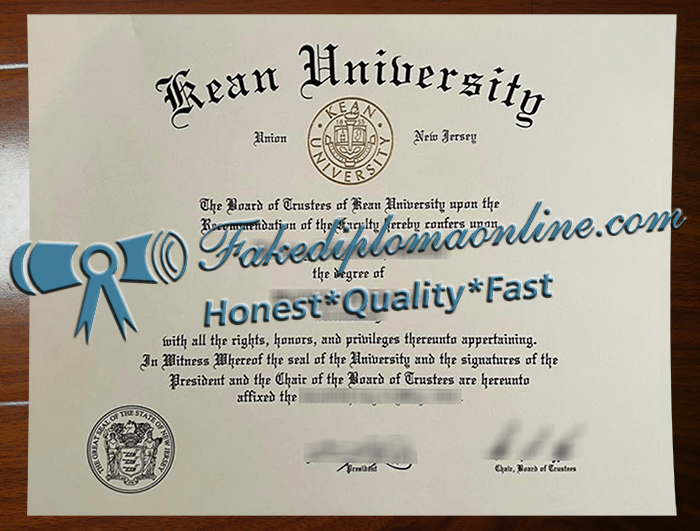 Kean University
KEAN
1855
UNIVERSITY
Union
New Jersey
The Board of Trustees of Kean University upon the
Recommendation of the Faculty hereby confers upon
Fakediplomaonline.com
the degree of
Honest*Quality*Fast
with all the rights, honors, and privileges thereunto appertaining.
In Witness Whereof the seal of the University and the signatures of the
President and the Chair of the Board of Trustees are hereunto
affixed the
THE GREAT SEAL OF THE STATE OF NEW JERSEY
President
Chair, Board of Trustees